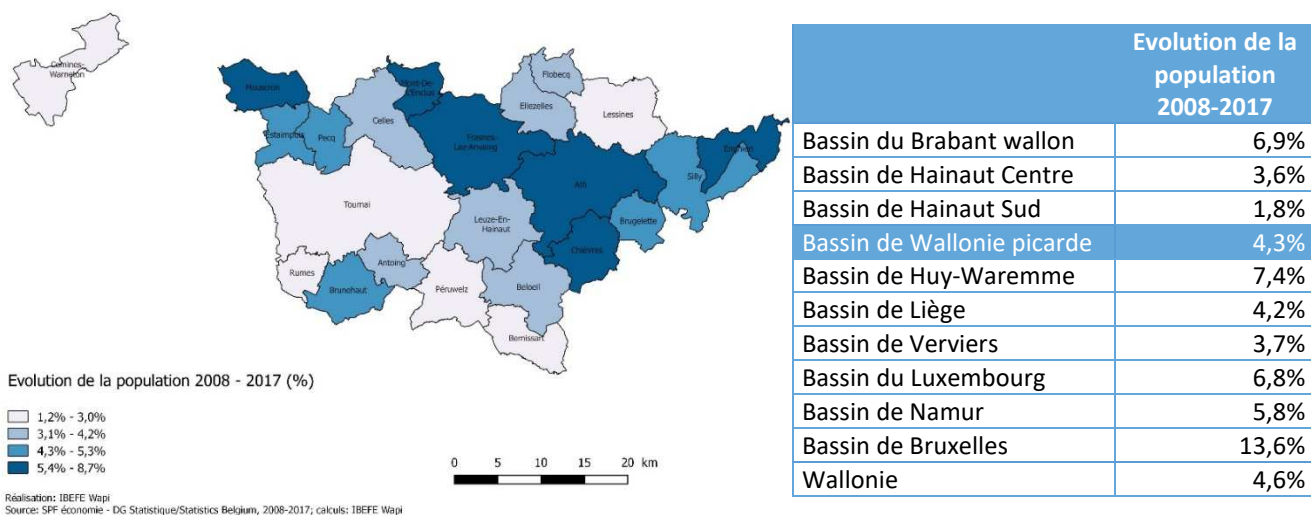 Comines-
Warneton
Mouscron
Mont-De-
L'Enclus
Flobecq
Ellezelles
Lessines
Celles
Estaimpuis
Pecq
Frasnes-
Lez-Anvaing
Enghien
Silly
Ath
Tournai
Leuze-En-
Hainaut
Brugelette
Chièvres
Antoing
Rumes
Brunehaut
Péruwelz
Beloeil
Bernissart
Evolution de la population 2008 - 2017 (%)
1,2% - 3,0%
3,1% - 4,2%
4,3% - 5,3%
5,4% - 8,7%
0 5 10 15 20 km
Réalisation: IBEFE Wapi
Source: SPF économie - DG Statistique/Statistics Belgium, 2008-2017; calculs: IBEFE Wapi
Evolution de la
population
2008-2017
Bassin du Brabant wallon 6,9%
Bassin de Hainaut Centre 3,6%
Bassin de Hainaut Sud 1,8%
Bassin de Wallonie picarde 4,3%
Bassin de Huy-Waremme 7,4%
Bassin de Liège 4,2%
Bassin de Verviers 3,7%
Bassin du Luxembourg 6,8%
Bassin de Namur 5,8%
Bassin de Bruxelles 13,6%
Wallonie 4,6%